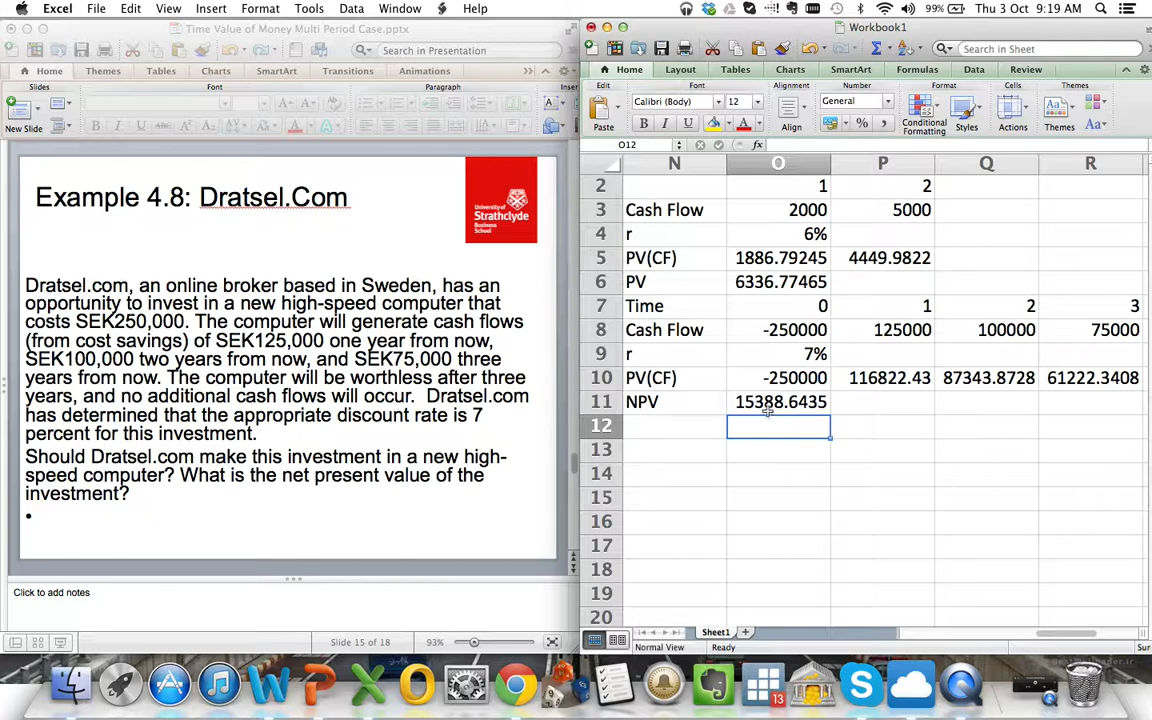 Excel File Edit View Insert Format Tools Data Window Help 99% Thu 3 Oct 9:19 AM
Time Value of Money Multi Period Case.pptx
Search in Presentation
Home Themes Tables Charts SmartArt Transitions Animations
Slides Font Paragraph Insert
New Slide
Example 4.8: Dratsel.Com
University of
Strathclyde
Business
School
Dratsel.com, an online broker based in Sweden, has an
opportunity to invest in a new high-speed computer that
costs SEK250,000. The computer will generate cash flows
(from cost savings) of SEK125,000 one year from now,
SEK100,000 two years from now, and SEK75,000 three
years from now. The computer will be worthless after three
years, and no additional cash flows will occur. Dratsel.com
has determined that the appropriate discount rate is 7
percent for this investment.
Should Dratsel.com make this investment in a new high-
speed computer? What is the net present value of the
investment?
Click to add notes
Slide 15 of 18 93%
Workbook1
Search in Sheet
Home Layout Tables Charts SmartArt Formulas Data Review
Edit Font Alignment Number Format Cells Themes
Calibri (Body) 12 General
Paste Align Conditional Formatting Styles Actions Themes
O12 fx
N O P Q R
2 1 2
3 Cash Flow 2000 5000
4 r 6%
5 PV(CF) 1886.79245 4449.9822
6 PV 6336.77465
7 Time 0 1 2 3
8 Cash Flow -250000 125000 100000 75000
9 r 7%
10 PV(CF) -250000 116822.43 87343.8728 61222.3408
11 NPV 15388.6435
12
13
14
15
16
17
18
19
20
Sheet1
Normal View Ready
13